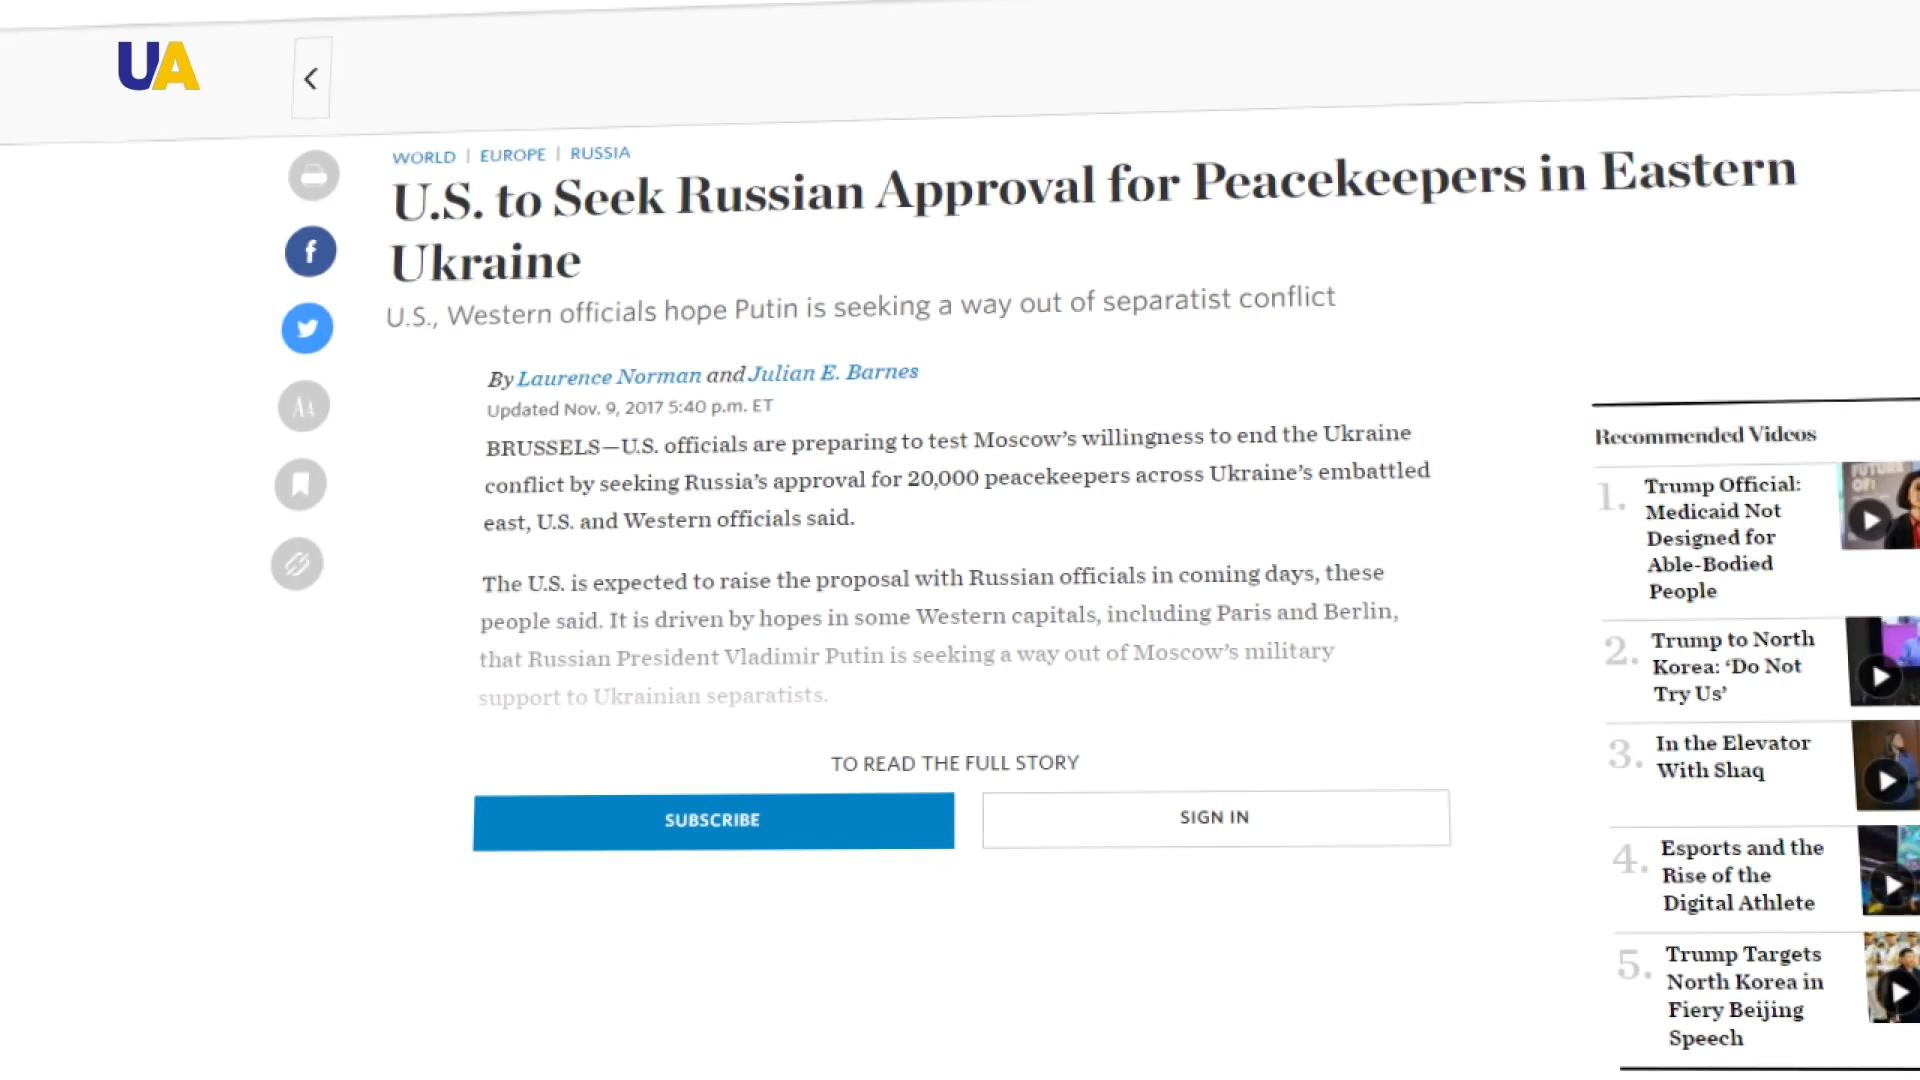 UA
WORLD | EUROPE | RUSSIA
U.S. to Seek Russian Approval for Peacekeepers in Eastern
Ukraine
U.S., Western officials hope Putin is seeking a way out of separatist conflict
By Laurence Norman and Julian E. Barnes
Updated Nov. 9, 2017 5:40 p.m. ET
BRUSSELS—U.S. officials are preparing to test Moscow's willingness to end the Ukraine
conflict by seeking Russia's approval for 20,000 peacekeepers across Ukraine's embattled
east, U.S. and Western officials said.
The U.S. is expected to raise the proposal with Russian officials in coming days, these
people said. It is driven by hopes in some Western capitals, including Paris and Berlin,
that Russian President Vladimir Putin is seeking a way out of Moscow's military
support to Ukrainian separatists.
TO READ THE FULL STORY
SUBSCRIBE
SIGN IN
f
AA
Recommended Videos
1. Trump Official:
Medicaid Not
Designed for
Able-Bodied
People
FUTURE
OF:
2. Trump to North
Korea: 'Do Not
Try Us'
3. In the Elevator
With Shaq
4. Esports and the
Rise of the
Digital Athlete
5. Trump Targets
North Korea in
Fiery Beijing
Speech